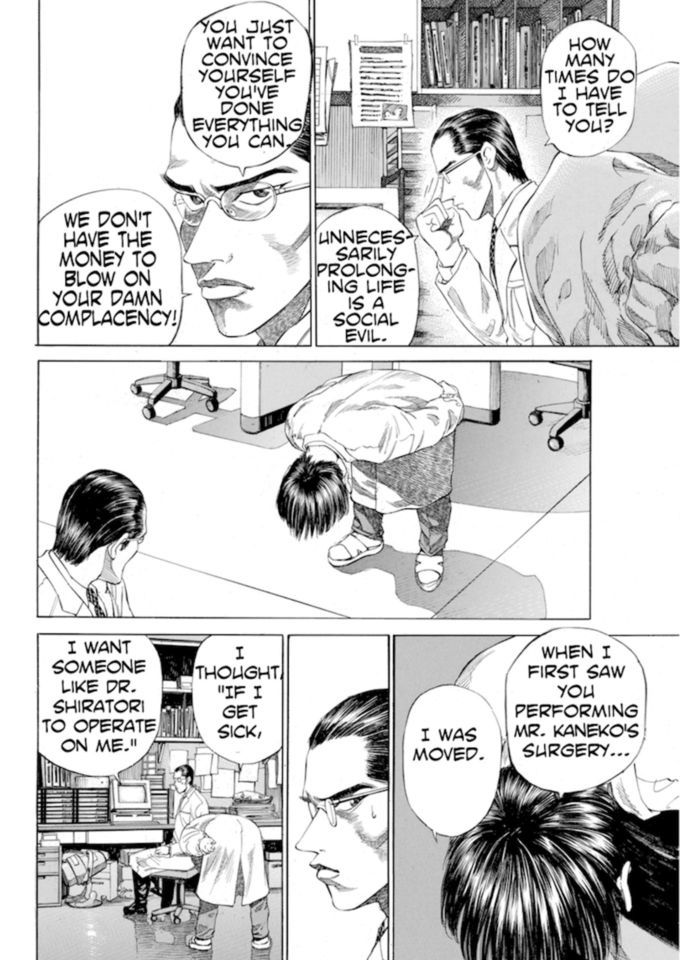 HOW
MANY
TIMES DO
I HAVE
TO TELL
YOU?
UNNECES-
SARILY
PROLONG-
ING LIFE
IS A
SOCIAL
EVIL.
YOU JUST
WANT TO
CONVINCE
YOURSELF
YOU'VE
DONE
EVERYTHING
YOU CAN.
WE DON'T
HAVE THE
MONEY TO
BLOW ON
YOUR DAMN
COMPLACENCY!
WHEN I
FIRST SAW
YOU
PERFORMING
MR. KANEKO'S
SURGERY...
I WAS
MOVED.
I
THOUGHT,
"IF I
GET
SICK,
I WANT
SOMEONE
LIKE DR.
SHIRATORI
TO OPERATE
ON ME."